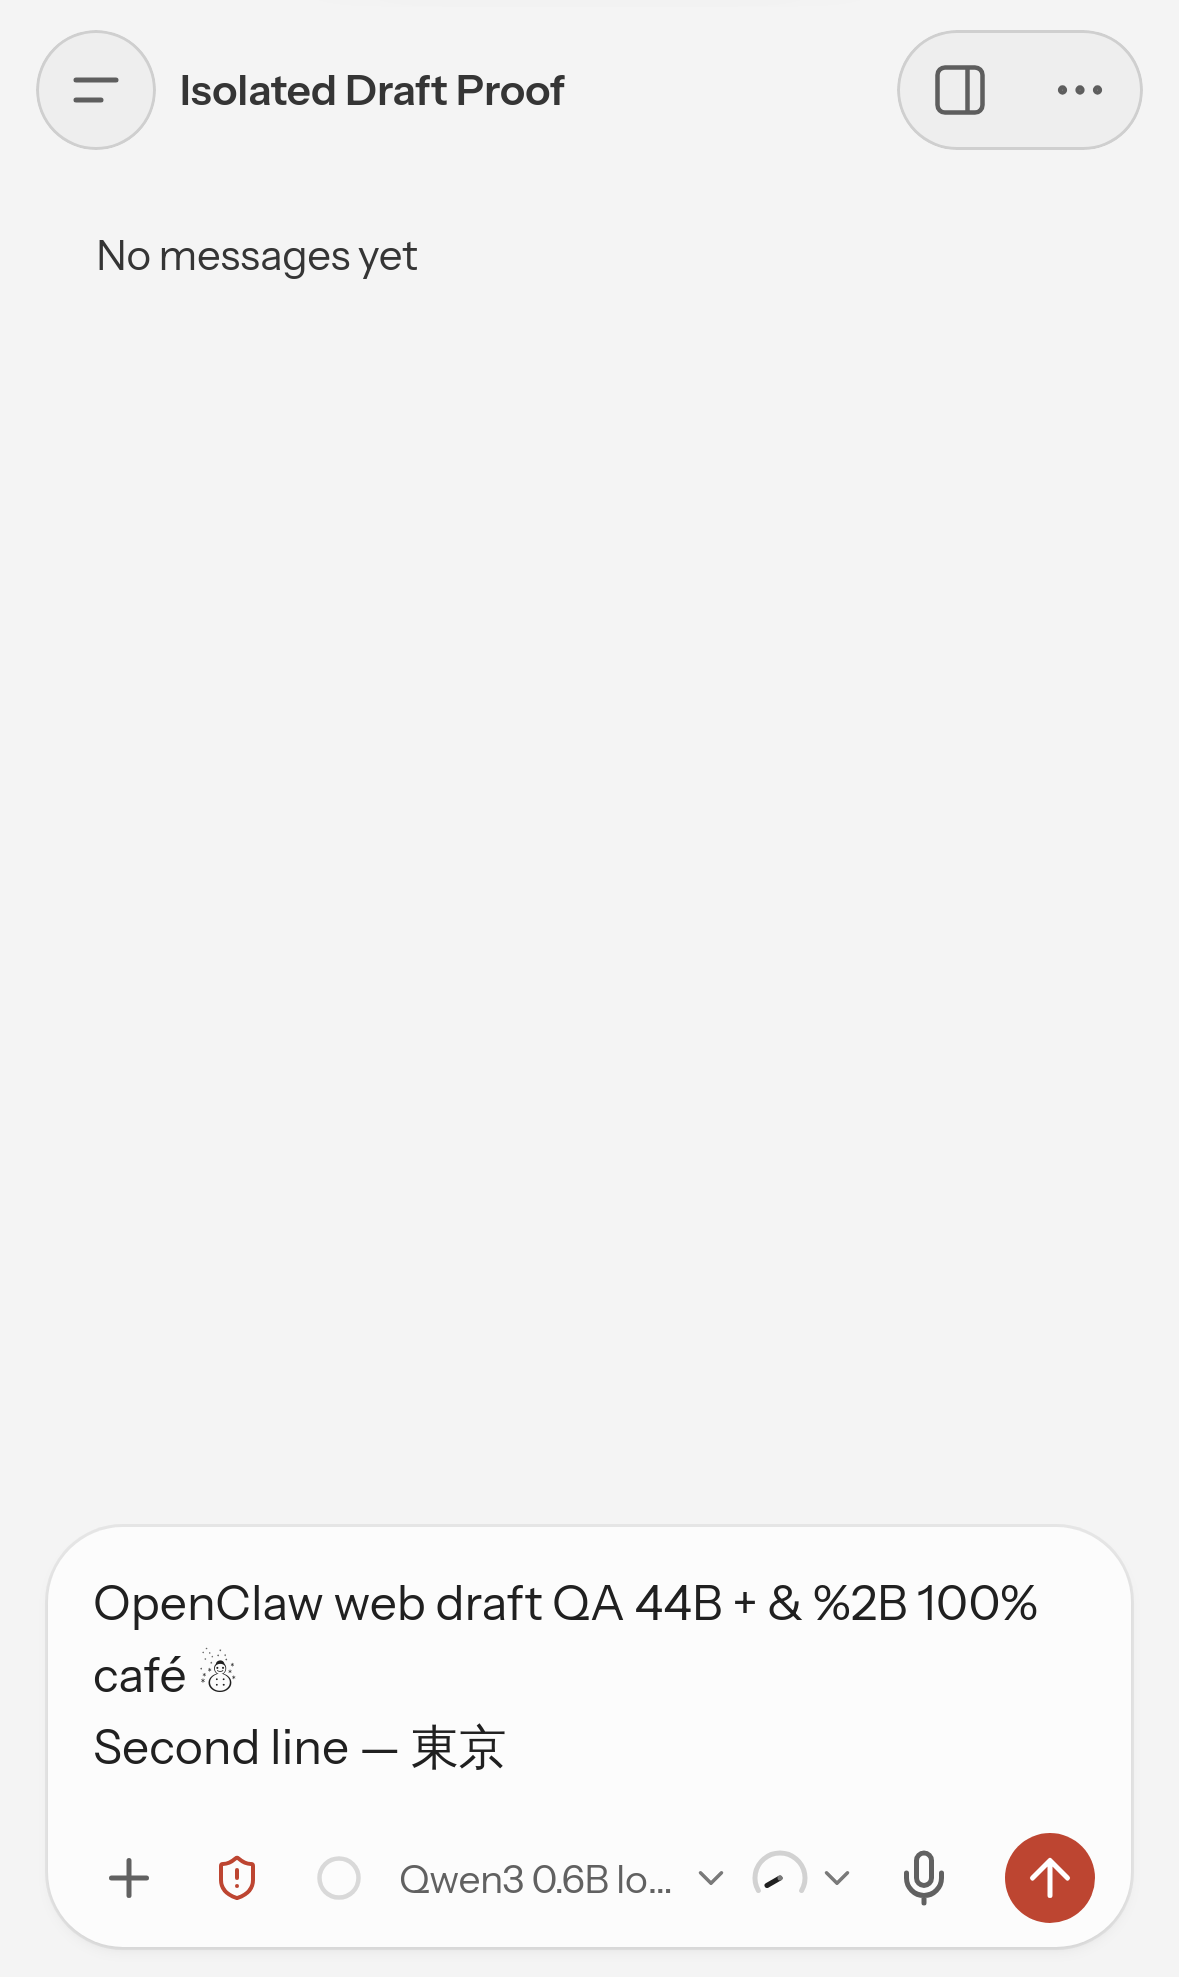 Isolated Draft Proof
No messages yet
OpenClaw web draft QA 44B + & %2B 100%
café ☃
Second line — 東京
Qwen3 0.6B lo...